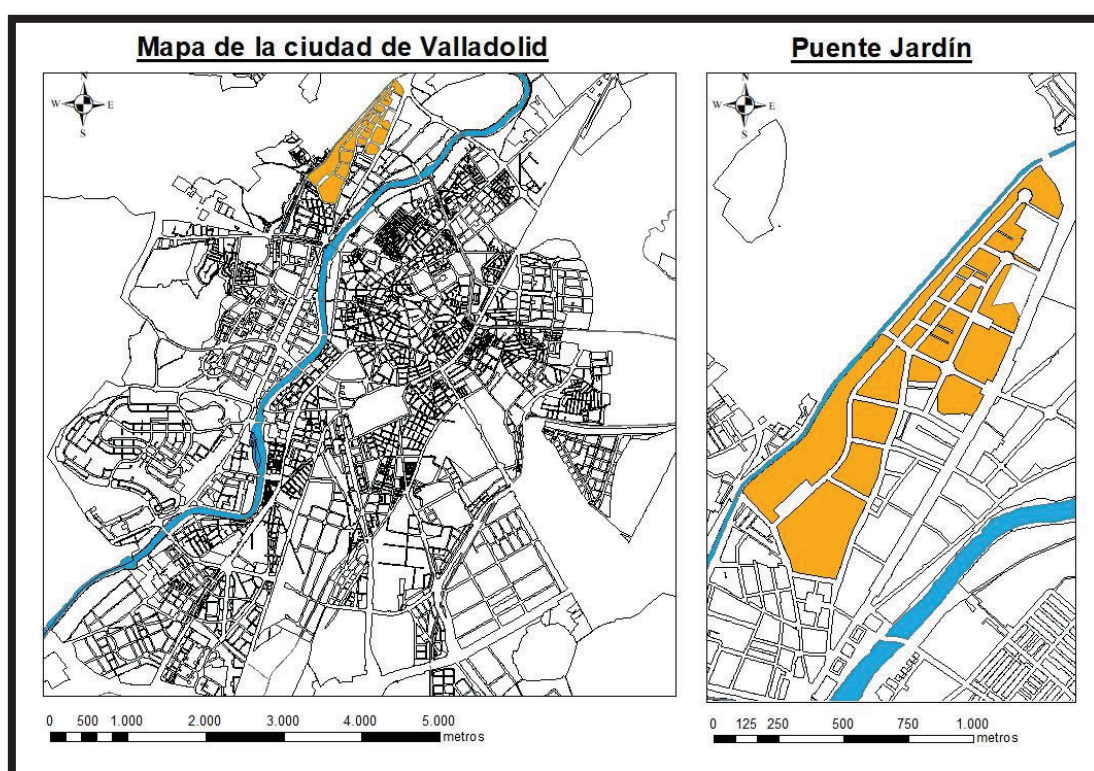 Mapa de la ciudad de Valladolid
N
W E
S
0 500 1.000 2.000 3.000 4.000 5.000
metros
Puente Jardín
N
W E
S
0 125 250 500 750 1.000
metros